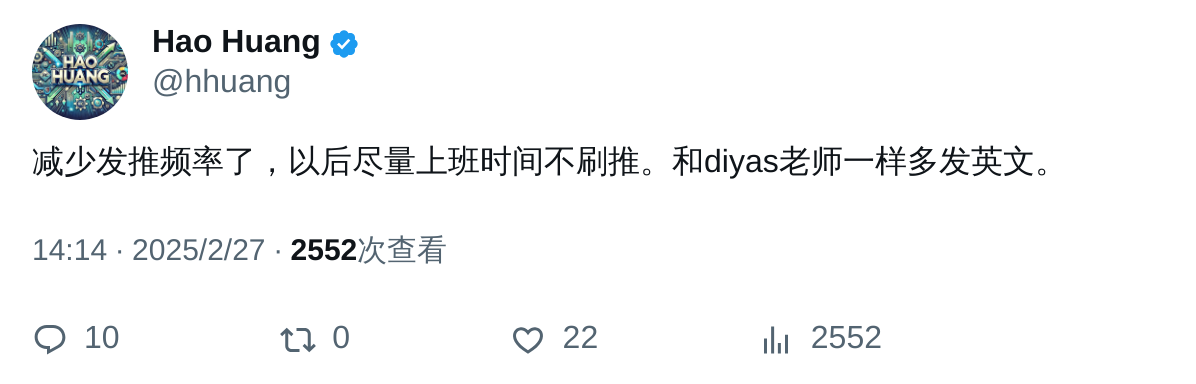 HAO
HUANG
Hao Huang
@hhuang
减少发推频率了，以后尽量上班时间不刷推。和diyas老师一样多发英文。
14:14 · 2025/2/27 · 2552次查看
10 0 22 2552